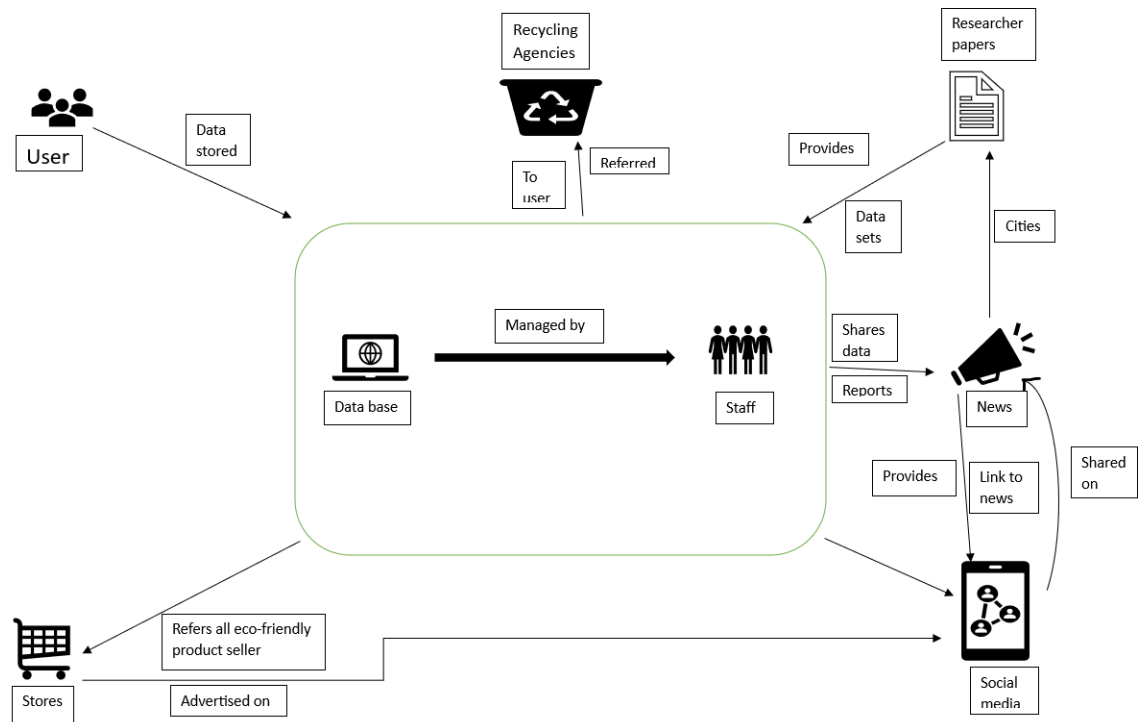 Recycling
Agencies
Researcher
papers
User
Data
stored
To
user
Referred
Provides
Data
sets
Cities
Managed by
Data base
Staff
Shares
data
Reports
News
Provides
Link to
news
Shared
on
Refers all eco-friendly
product seller
Stores
Advertised on
Social
media